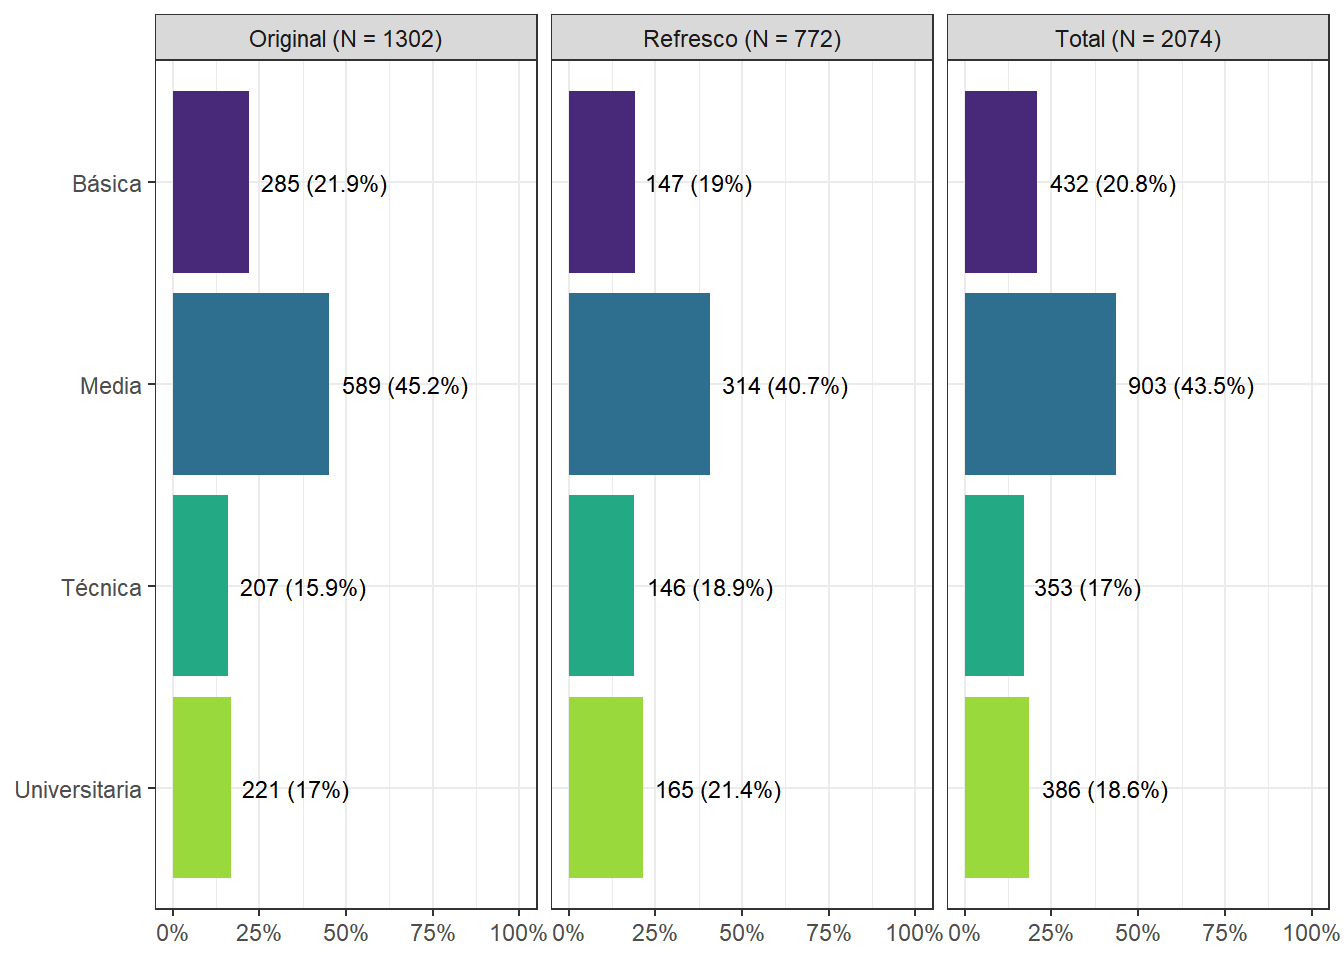 Original (N = 1302)
Refresco (N = 772)
Total (N = 2074)
Básica
285 (21.9%)
147 (19%)
432 (20.8%)
Media
589 (45.2%)
314 (40.7%)
903 (43.5%)
Técnica
207 (15.9%)
146 (18.9%)
353 (17%)
Universitaria
221 (17%)
165 (21.4%)
386 (18.6%)
0% 25% 50% 75% 100%
0% 25% 50% 75% 100%
0% 25% 50% 75% 100%